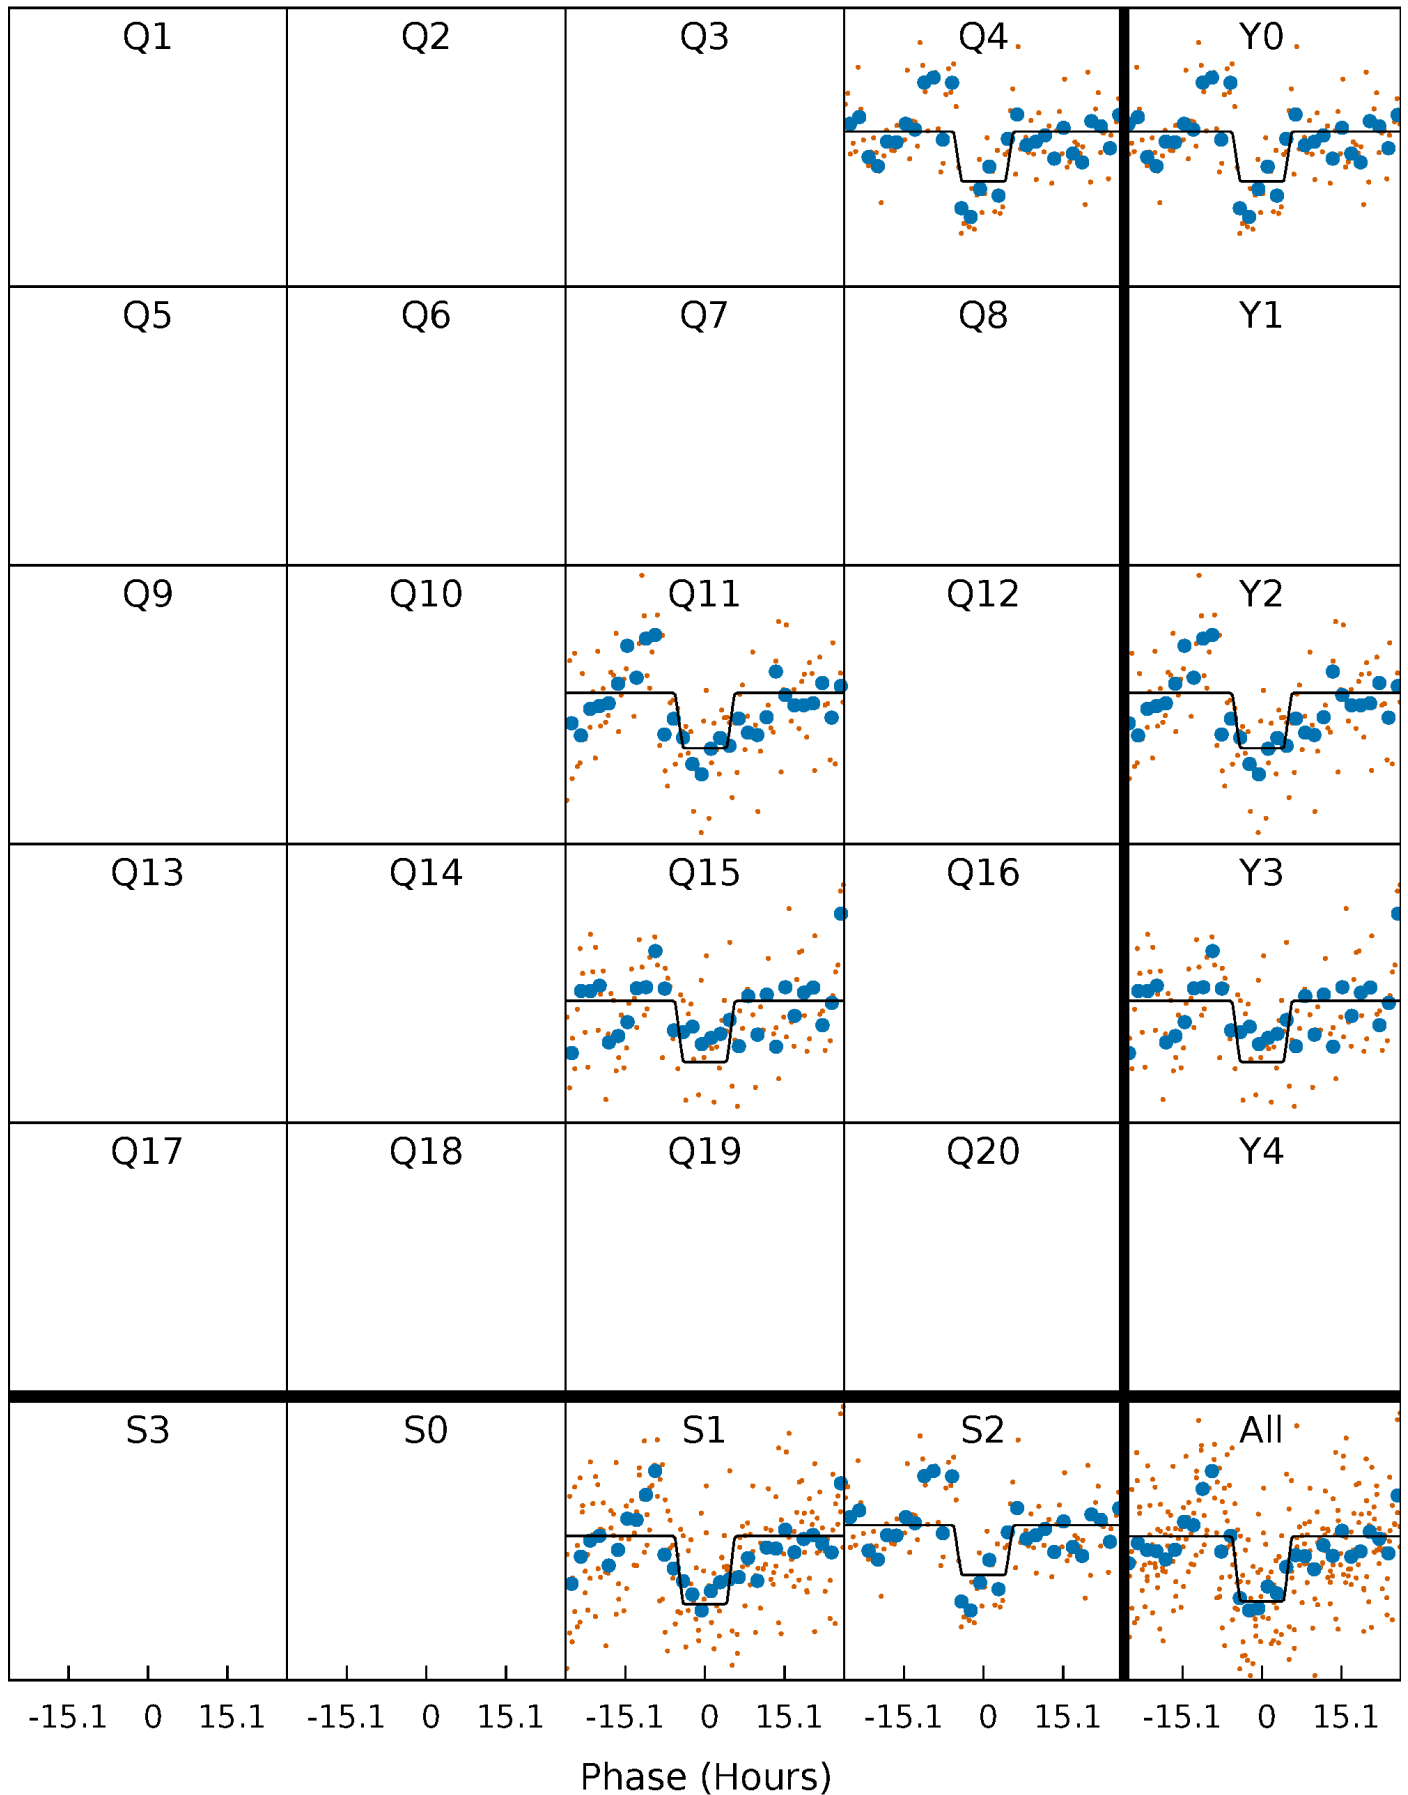 Q1 Q2 Q3 Q4 Y0
Q5 Q6 Q7 Q8 Y1
Q9 Q10 Q11 Q12 Y2
Q13 Q14 Q15 Q16 Y3
Q17 Q18 Q19 Q20 Y4
S3 S0 S1 S2 All
-15.1 0 15.1 -15.1 0 15.1 -15.1 0 15.1 -15.1 0 15.1 -15.1 0 15.1
Phase (Hours)